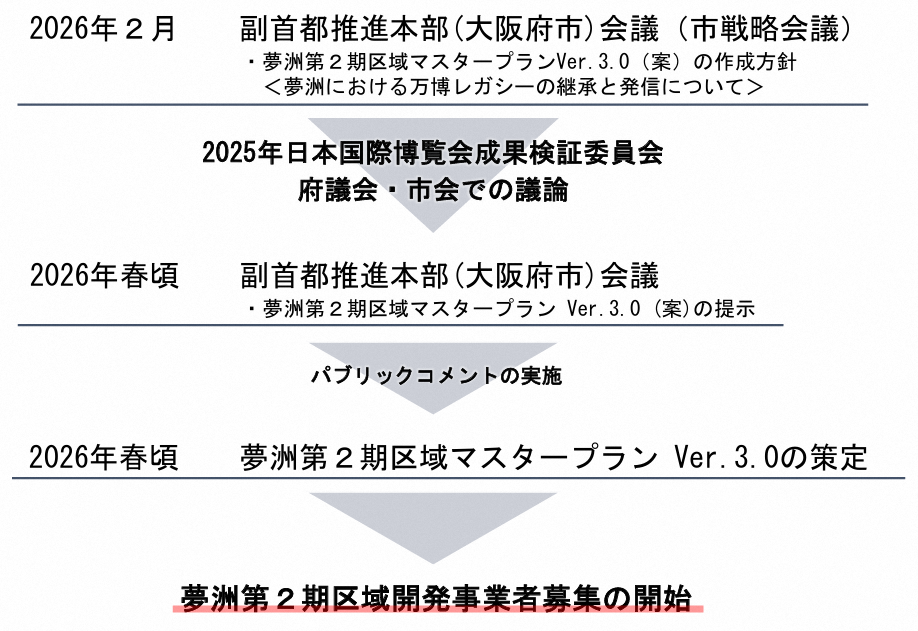 2026年２月　副首都推進本部(大阪府市)会議（市戦略会議）
・夢洲第２期区域マスタープランVer.3.0（案）の作成方針
＜夢洲における万博レガシーの継承と発信について＞
2025年日本国際博覧会成果検証委員会
府議会・市会での議論
2026年春頃　副首都推進本部(大阪府市)会議
・夢洲第２期区域マスタープラン Ver.3.0（案)の提示
パブリックコメントの実施
2026年春頃　夢洲第２期区域マスタープラン Ver.3.0の策定
夢洲第２期区域開発事業者募集の開始